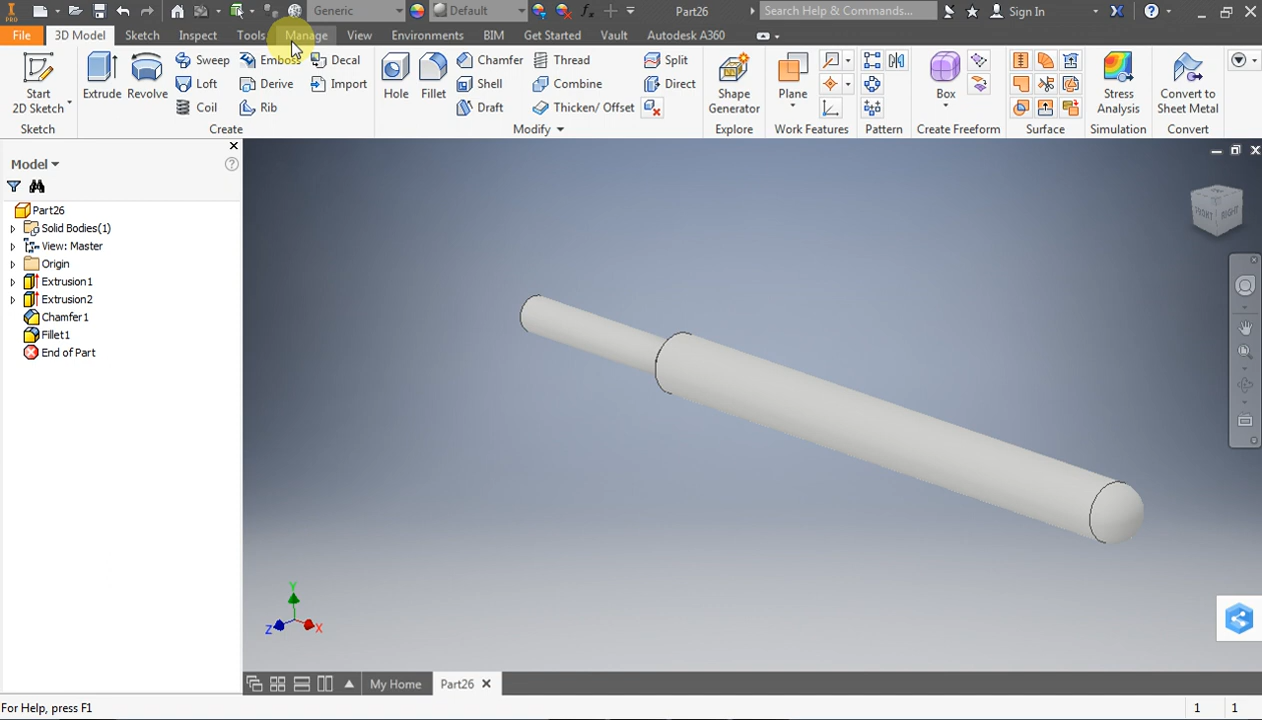 PRO Generic Default Part26 Search Help & Commands... Sign In
File 3D Model Sketch Inspect Tools Manage View Environments BIM Get Started Vault Autodesk A360
Start 2D Sketch
Sketch
Extrude Revolve
Sweep Emboss Decal
Loft Derive Import
Coil Rib
Create
Hole Fillet
Chamfer Thread Split
Shell Combine Direct
Draft Thicken/ Offset
Modify
Shape Generator
Explore
Plane
Work Features
Pattern
Box
Create Freeform
Surface
Stress Analysis
Simulation
Convert to Sheet Metal
Convert
Model
Part26
Solid Bodies(1)
View: Master
Origin
Extrusion1
Extrusion2
Chamfer1
Fillet1
End of Part
FRONT RIGHT
Y
Z X
My Home Part26
For Help, press F1 1 1